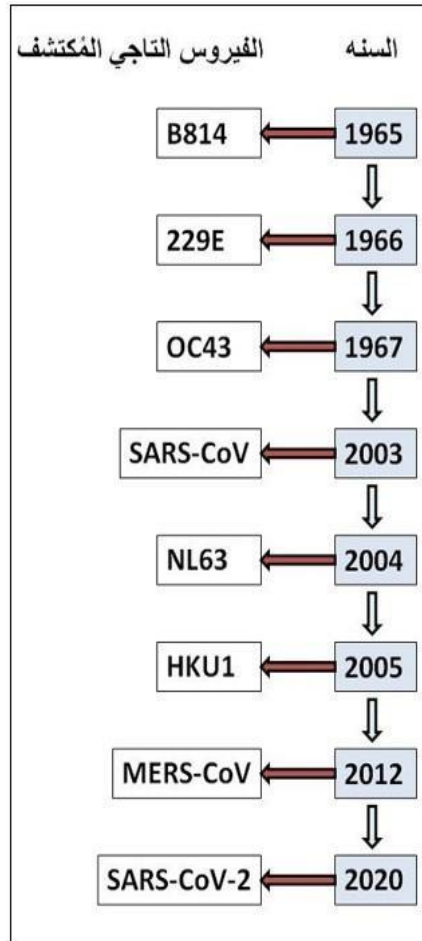 السنه الفيروس التاجي المُكتشف
1965 B814
1966 229E
1967 OC43
2003 SARS-CoV
2004 NL63
2005 HKU1
2012 MERS-CoV
2020 SARS-CoV-2